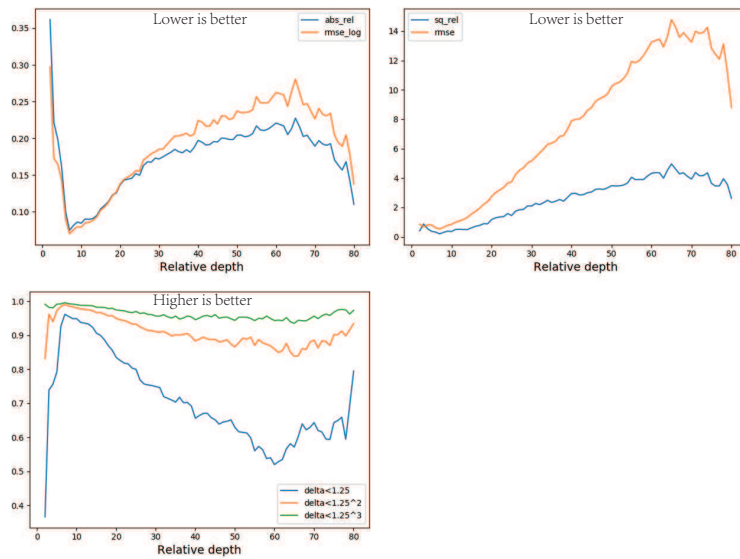 Lower is better
abs_rel
rmse_log
0.35
0.30
0.25
0.20
0.15
0.10
0 10 20 30 40 50 60 70 80
Relative depth
Lower is better
sq_rel
rmse
14
12
10
8
6
4
2
0
0 10 20 30 40 50 60 70 80
Relative depth
Higher is better
1.0
0.9
0.8
0.7
0.6
0.5
0.4
delta<1.25
delta<1.25^2
delta<1.25^3
0 10 20 30 40 50 60 70 80
Relative depth